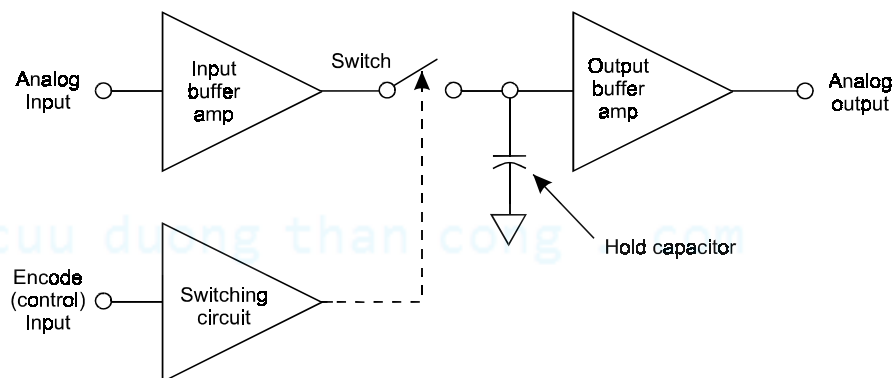 Analog
Input
Input
buffer
amp
Switch
Output
buffer
amp
Analog
output
Hold capacitor
Encode
(control)
Input
Switching
circuit
cuu duong than cong . com